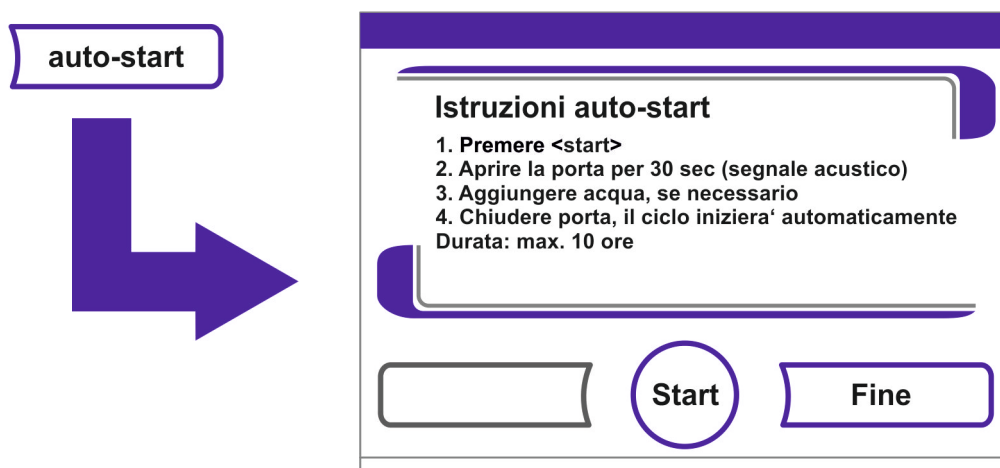 auto-start
Istruzioni auto-start
1. Premere <start>
2. Aprire la porta per 30 sec (segnale acustico)
3. Aggiungere acqua, se necessario
4. Chiudere porta, il ciclo iniziera‘ automaticamente
Durata: max. 10 ore
Start
Fine